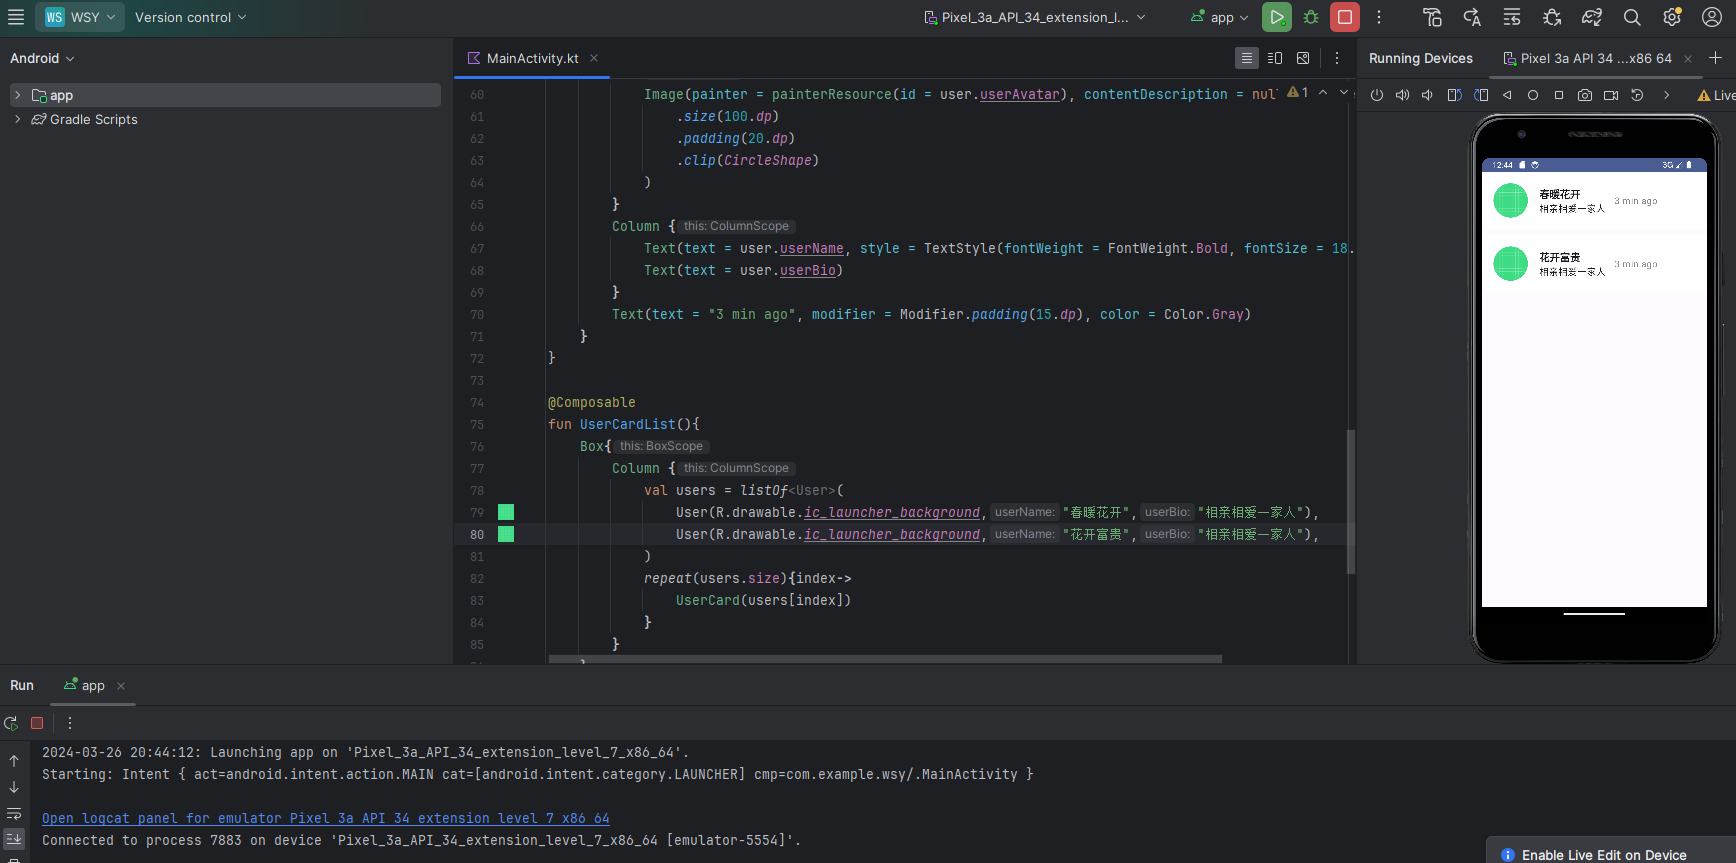 WS WSY Version control Pixel_3a_API_34_extension_l... app
Android MainActivity.kt Running Devices Pixel 3a API 34 ...x86 64
app
Gradle Scripts
60 Image(painter = painterResource(id = user.userAvatar), contentDescription = null 1
61 .size(100.dp)
62 .padding(20.dp)
63 .clip(CircleShape)
64 )
65 }
66 Column { this: ColumnScope
67 Text(text = user.userName, style = TextStyle(fontWeight = FontWeight.Bold, fontSize = 18.
68 Text(text = user.userBio)
69 }
70 Text(text = "3 min ago", modifier = Modifier.padding(15.dp), color = Color.Gray)
71 }
72 }
73
74 @Composable
75 fun UserCardList(){
76 Box{ this: BoxScope
77 Column { this: ColumnScope
78 val users = listOf<User>(
79 User(R.drawable.ic_launcher_background, userName: "春暖花开", userBio: "相亲相爱一家人"),
80 User(R.drawable.ic_launcher_background, userName: "花开富贵", userBio: "相亲相爱一家人"),
81 )
82 repeat(users.size){index->
83 UserCard(users[index])
84 }
85 }
Live
12:44 3G
春暖花开
相亲相爱一家人 3 min ago
花开富贵
相亲相爱一家人 3 min ago
Run app
2024-03-26 20:44:12: Launching app on 'Pixel_3a_API_34_extension_level_7_x86_64'.
Starting: Intent { act=android.intent.action.MAIN cat=[android.intent.category.LAUNCHER] cmp=com.example.wsy/.MainActivity }
Open logcat panel for emulator Pixel 3a API 34 extension level 7 x86 64
Connected to process 7883 on device 'Pixel_3a_API_34_extension_level_7_x86_64 [emulator-5554]'.
Enable Live Edit on Device